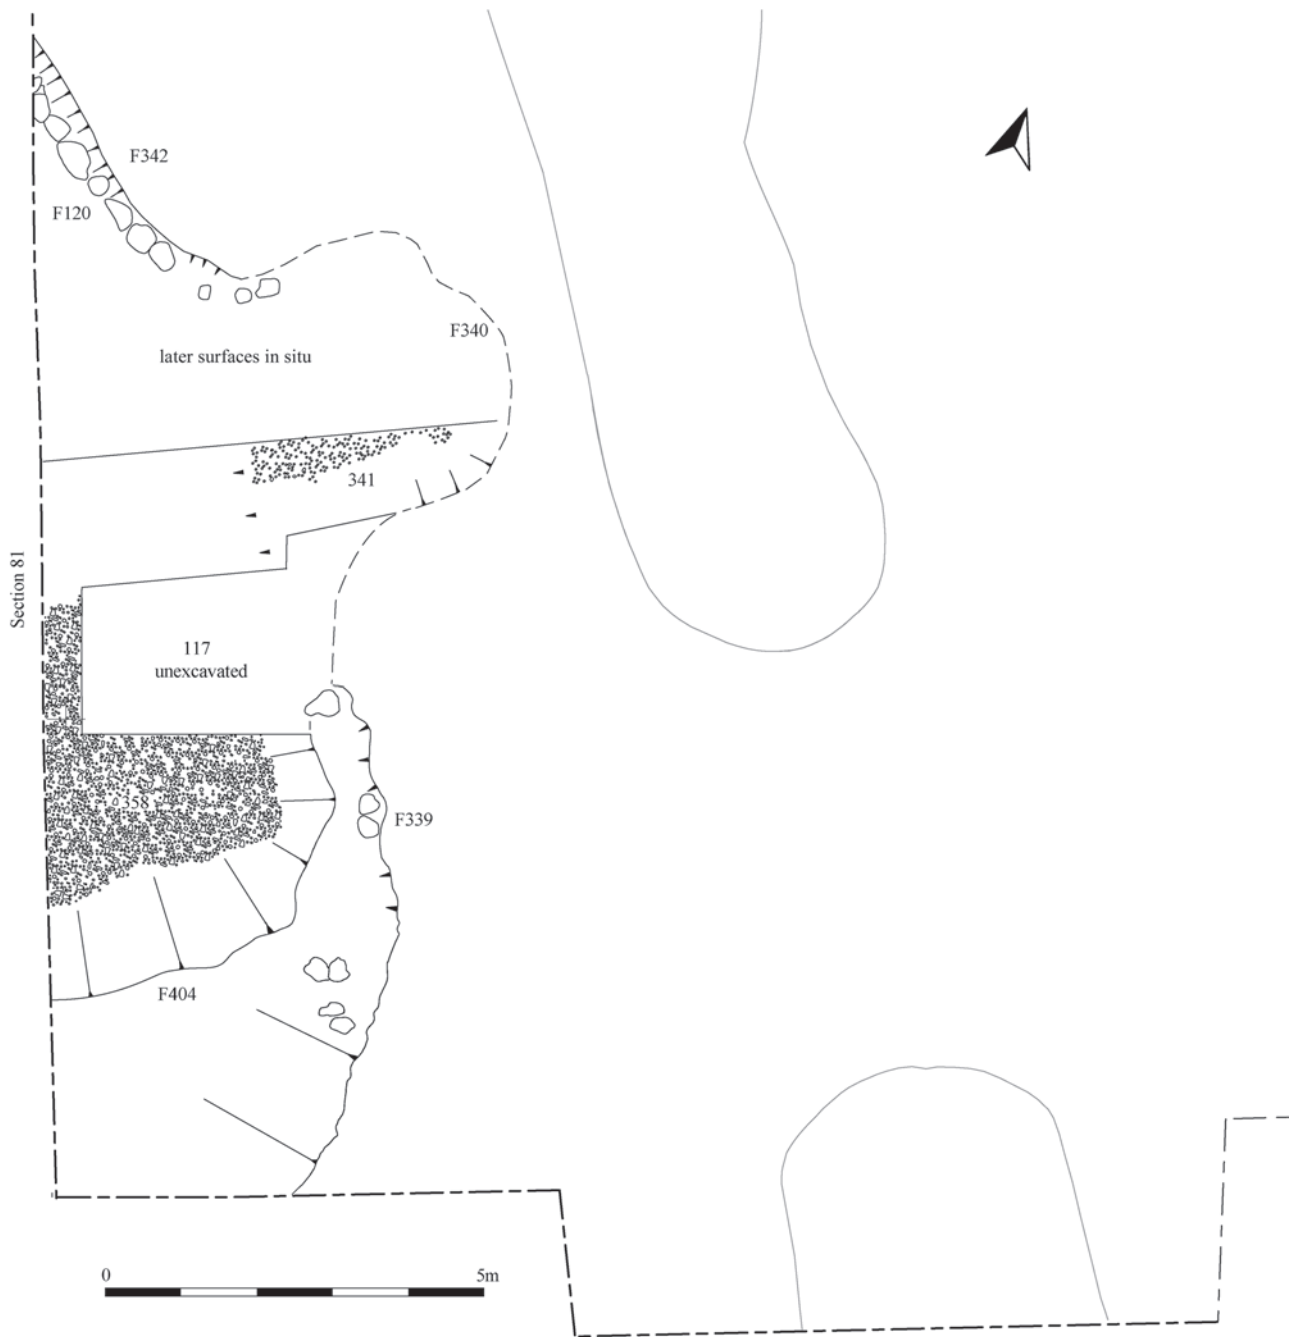 F342
F120
F340
later surfaces in situ
341
Section 81
117
unexcavated
358
F339
F404
0 5m